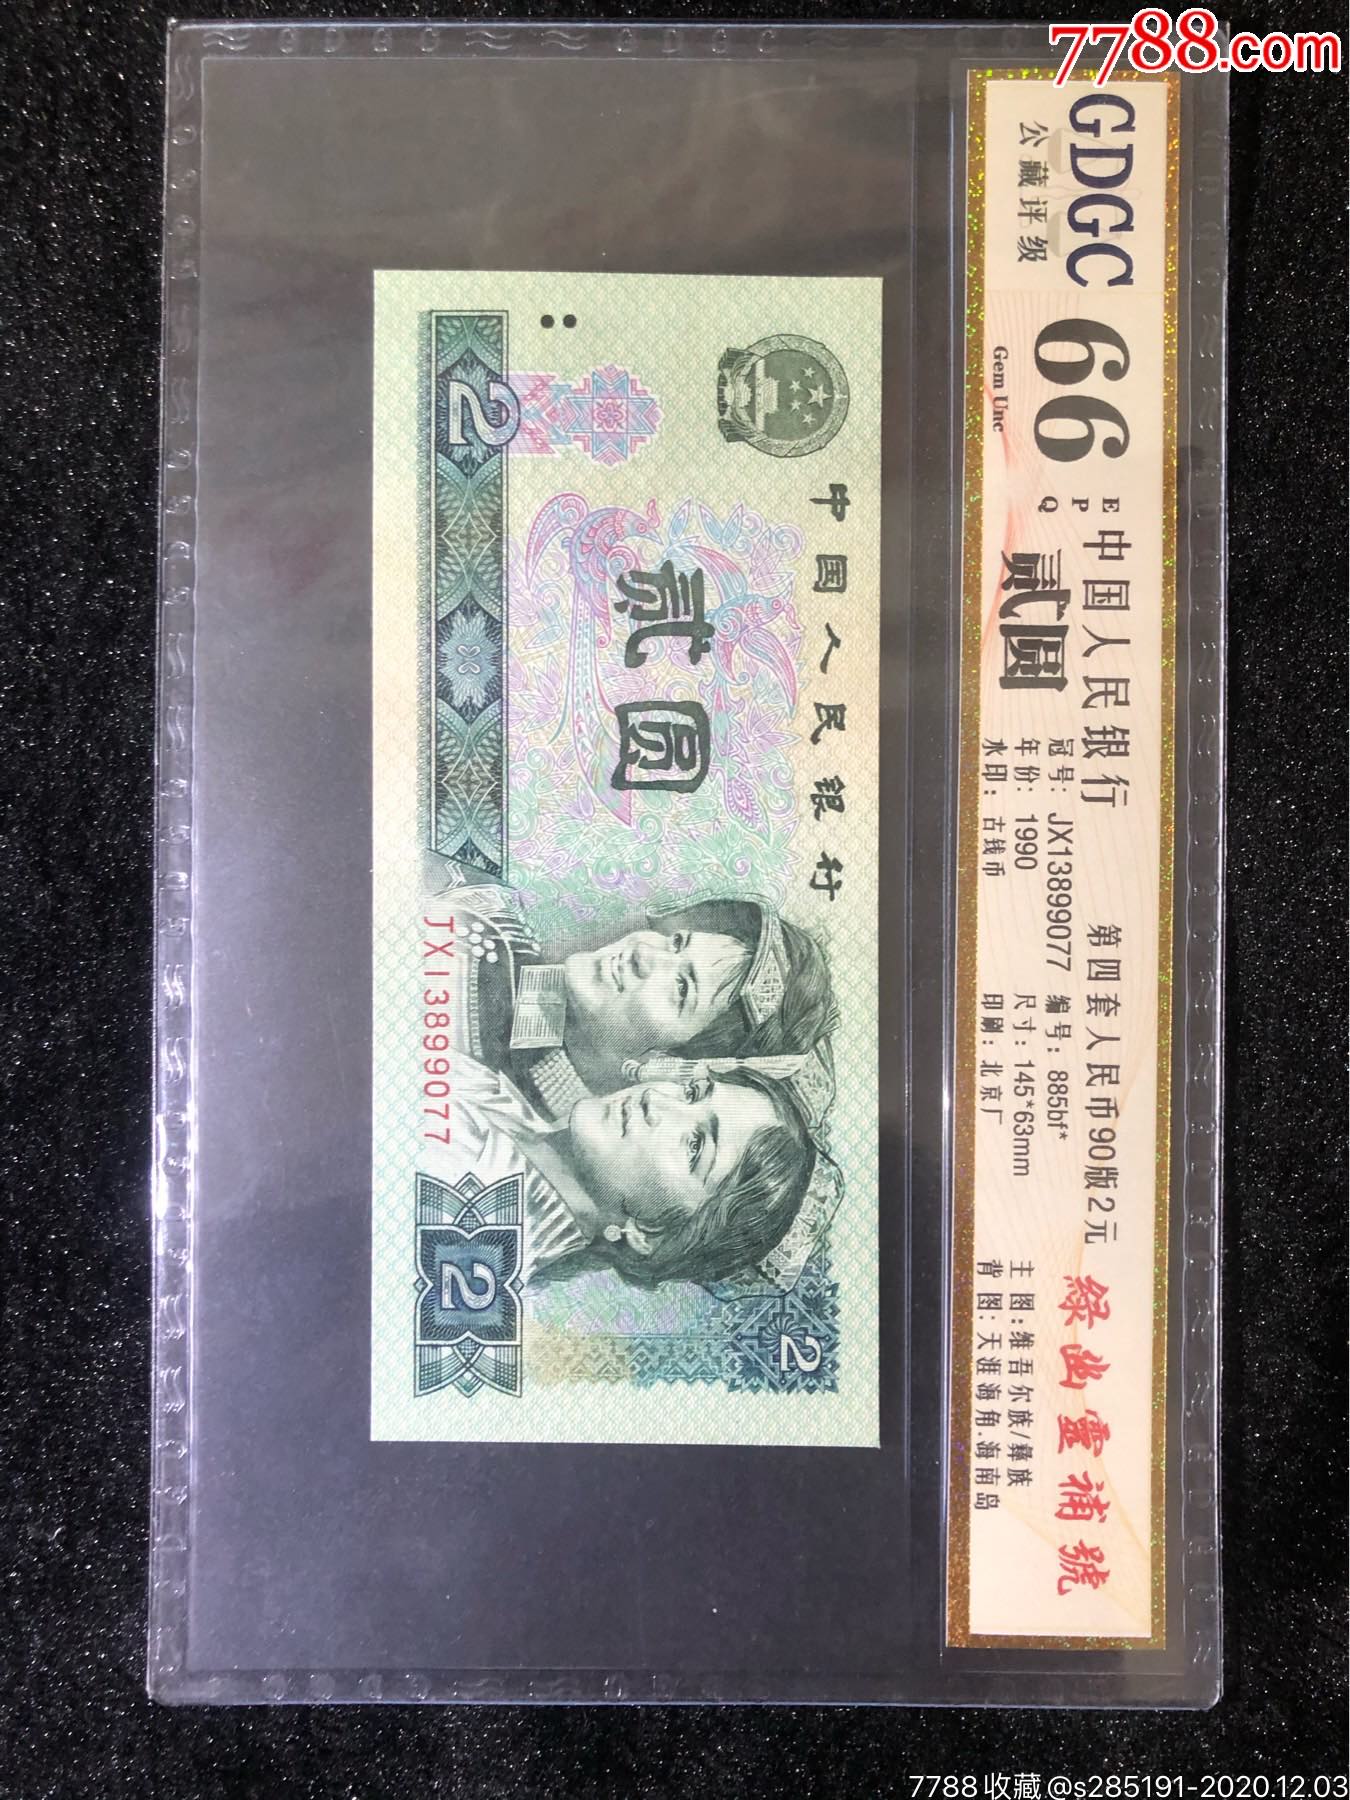 7788.com
GDGC
公藏评级
66
Gem Unc
EPQ
中国人民银行
贰圆
冠号：JX13899077
年份：1990
水印：古钱币
第四套人民币90版2元
编号：885bf*
尺寸：145*63mm
印刷：北京厂
绿幽靈補號
主图：维吾尔族/彝族
背图：天涯海角.海南岛
中国人民银行
贰圆
2
JX13899077
2
2
7788收藏@s285191-2020.12.03